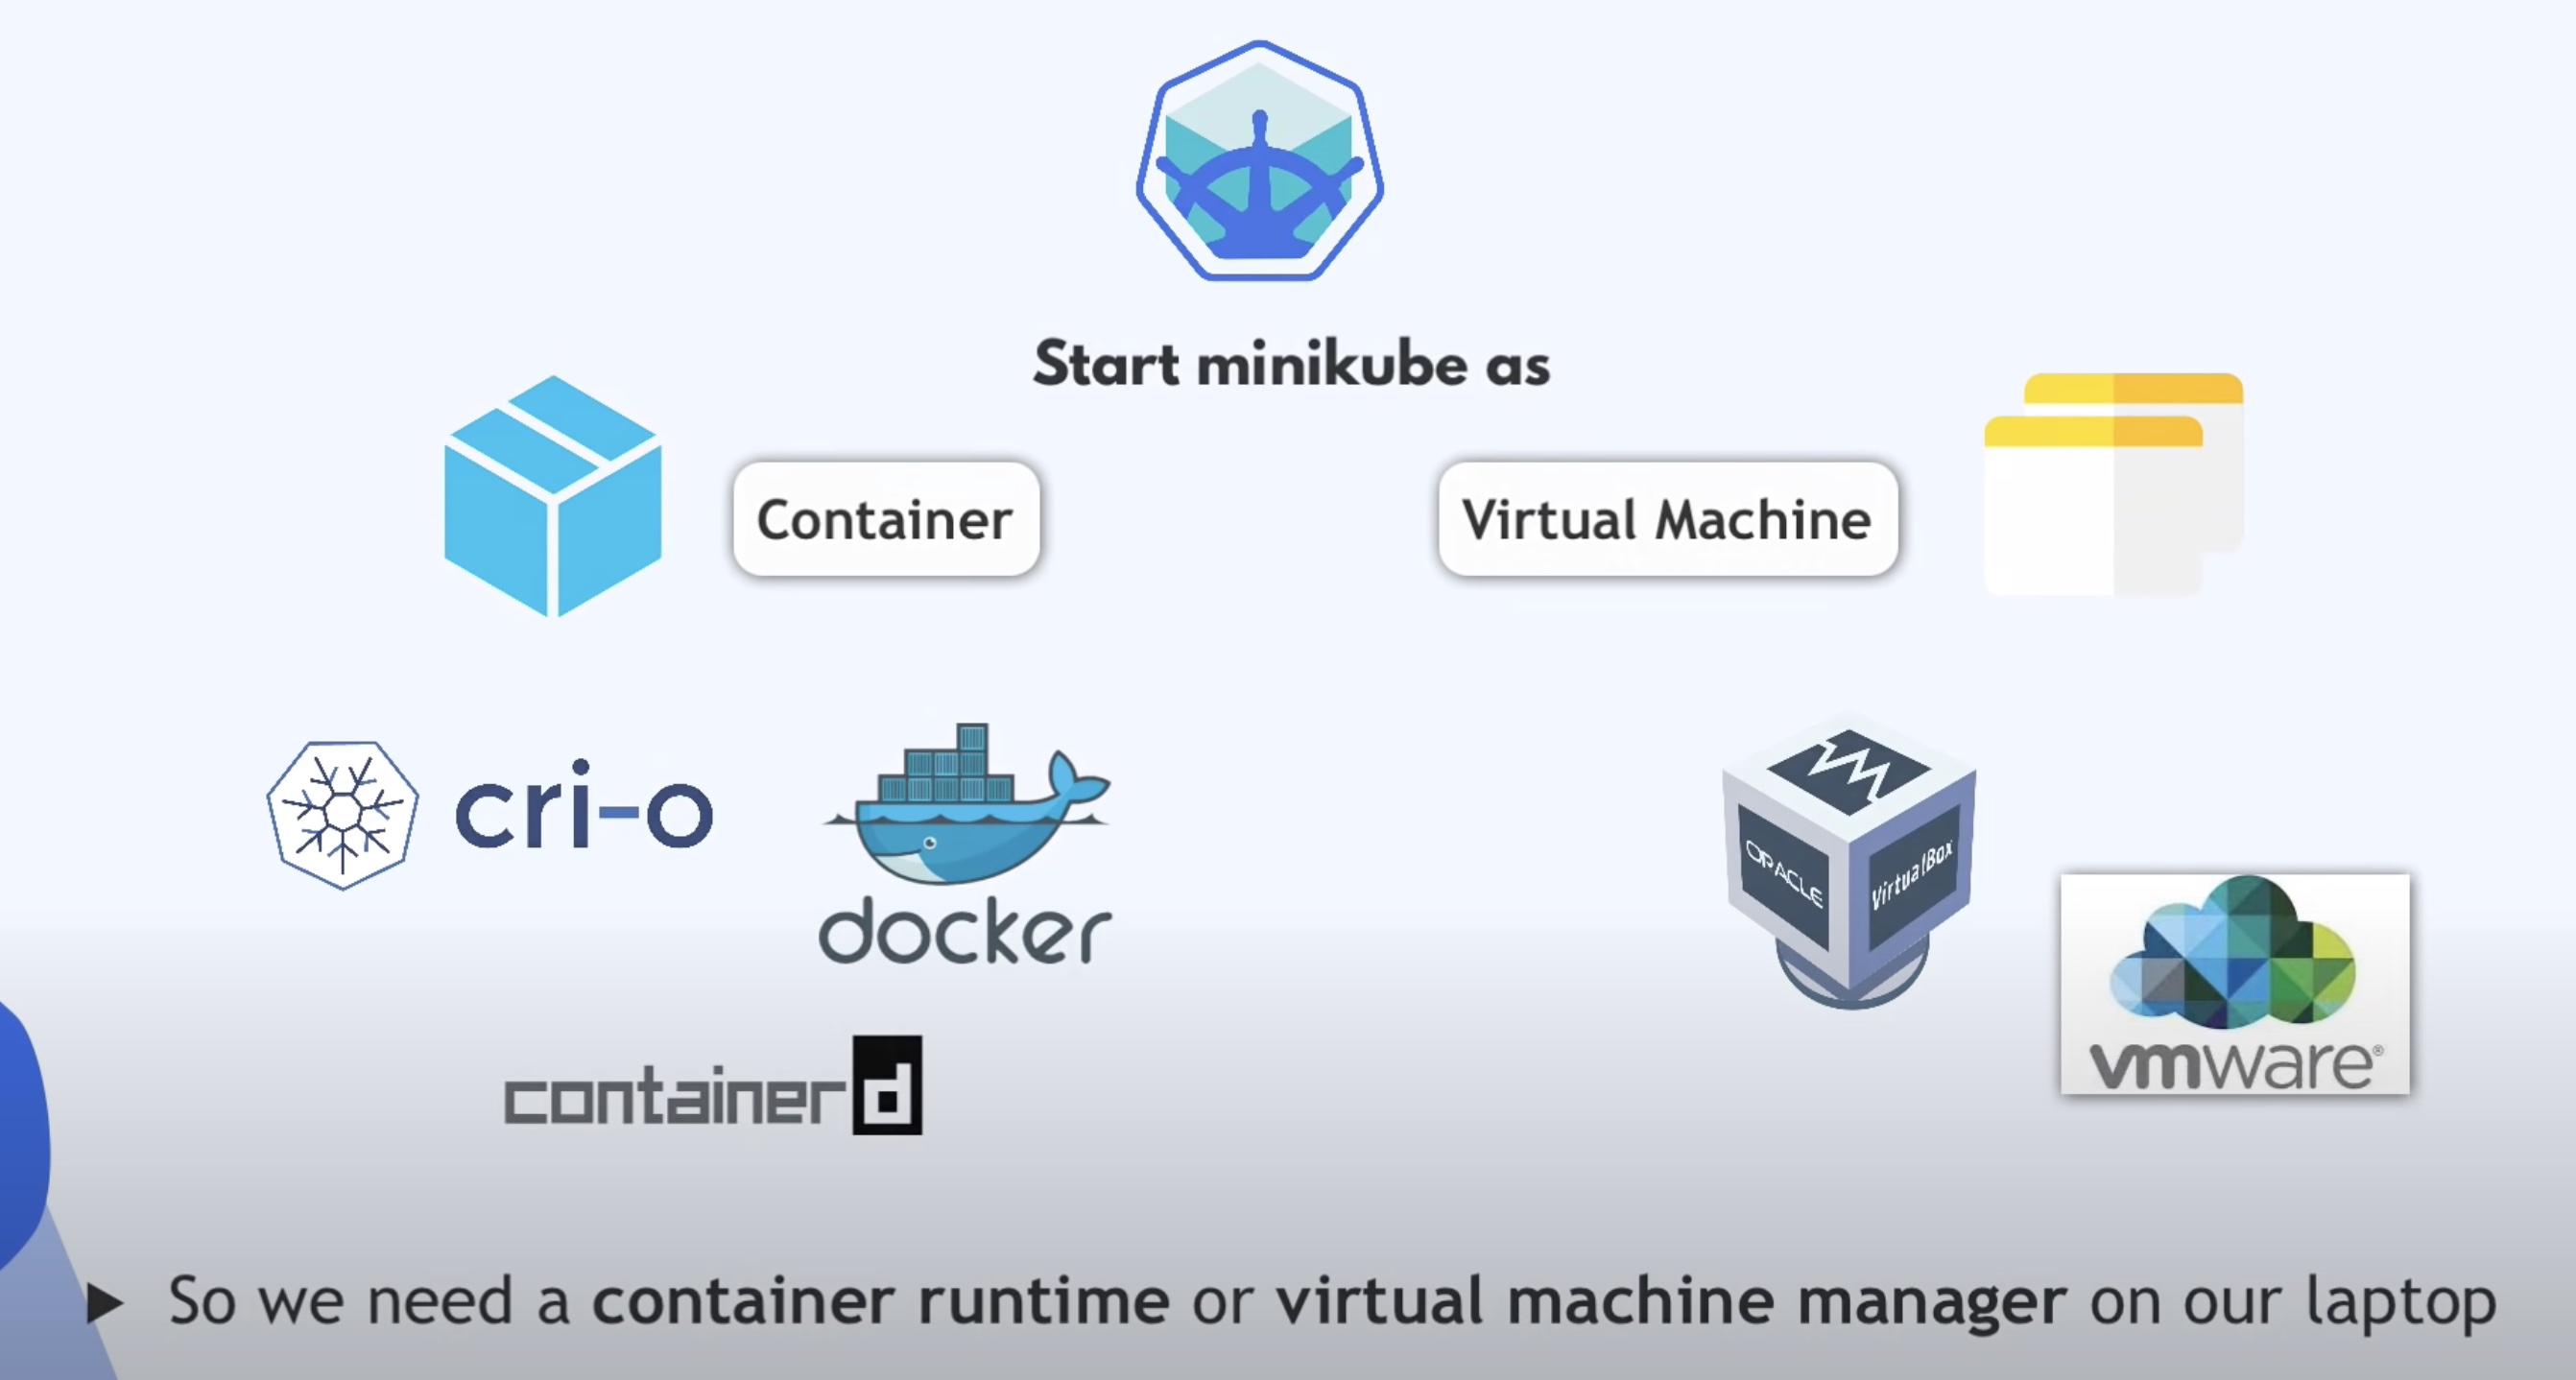 Start minikube as
Container
Virtual Machine
cri-o
docker
ORACLE
VirtualBox
vmware®
containerd
► So we need a container runtime or virtual machine manager on our laptop